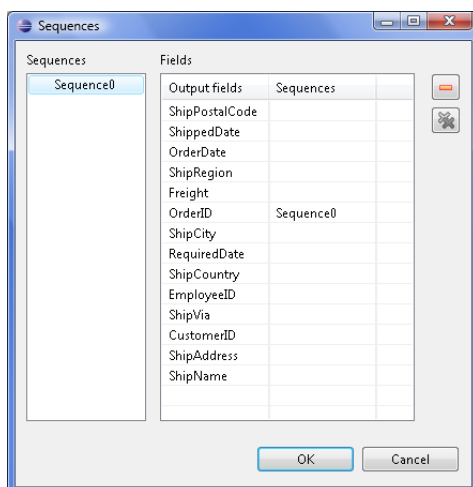 Sequences
Sequences Fields
Sequence0
Output fields Sequences
ShipPostalCode
ShippedDate
OrderDate
ShipRegion
Freight
OrderID Sequence0
ShipCity
RequiredDate
ShipCountry
EmployeeID
ShipVia
CustomerID
ShipAddress
ShipName
OK Cancel